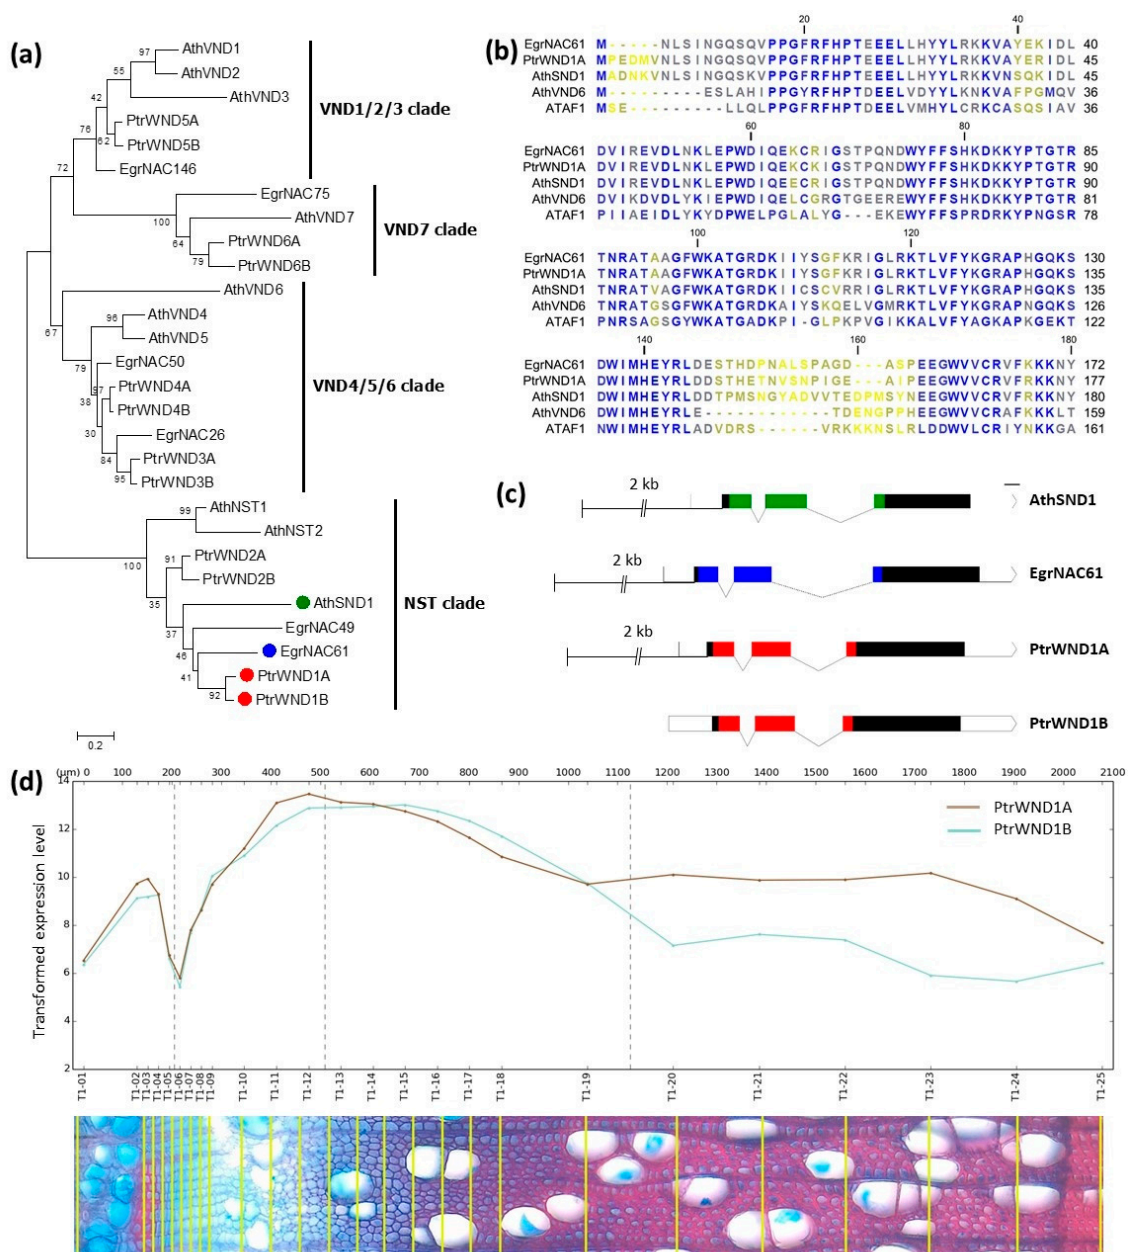 (a)
97
AthVND1
AthVND2
55
AthVND3
42
VND1/2/3 clade
PtrWND5A
76
62
PtrWND5B
EgrNAC146
72
EgrNAC75
100
AthVND7
VND7 clade
64
PtrWND6A
79
PtrWND6B
AthVND6
67
96
AthVND4
AthVND5
79
EgrNAC50
97
PtrWND4A
VND4/5/6 clade
38
PtrWND4B
30
EgrNAC26
84
PtrWND3A
95
PtrWND3B
99
AthNST1
AthNST2
100
91
PtrWND2A
PtrWND2B
35
AthSND1
NST clade
37
EgrNAC49
46
EgrNAC61
41
PtrWND1A
92
PtrWND1B
0.2
(b)
20 40
EgrNAC61 M-----NLSINGQSQVPPGFRFHPTEEELLHYYLRKKVAYEKIDL 40
PtrWND1A MPEDMVNLSINGQSQVPPGFRFHPTEEELLHYYLRKKVAYEKIDL 45
AthSND1 MADNKVNLSINGQSKVPPGFRFHPTEEELLHYYLRKKVNSQKIDL 45
AthVND6 M---------ESLAHIPPGYRFHPTEEELVDYYLRKKVAFPGMQV 36
ATAF1 MSE---------LLQLPPGFRFHPTDEELVMHYLCRKCASQSIAV 36
60 80
EgrNAC61 DVIREVDLNKLEPWDIQEKCRIGSTPQNDWYFFSHKDKKYPTGTR 85
PtrWND1A DVIREVDLNKLEPWDIQEKCKIGSTPQNDWYFFSHKDKKYPTGTR 90
AthSND1 DVIREVDLNKLEPWDIQEECRIGSTPQNDWYFFSHKDKKYPTGTR 90
AthVND6 DVIKDVDLYKIEPWDIQELCGRGTGEEREWYFFSHKDKKYPTGTR 81
ATAF1 PIIAEIDLYKYDPWELPGLALYG---EKEWYFFSPRDRKYPNGSR 78
100 120
EgrNAC61 TNRATAAGFWKATGRDKIIYSGFKRIGLRKTLVFYKGRAPHGQKS 130
PtrWND1A TNRATAAGFWKATGRDKIIYSGFKRIGLRKTLVFYKGRAPHGQKS 135
AthSND1 TNRATVAGFWKATGRDKIICSCVRRIGLRKTLVFYKGRAPHGQKS 135
AthVND6 TNRATGSGFWKATGRDKAIYSKQELVGMRKTLVFYKGRAPNGQKS 126
ATAF1 PNRSAGSGYWKATGADKPI-GLPKPVGIKKALVFYAGKAPKGEKT 122
140 160 180
EgrNAC61 DWIMHEYRLDESTHDPNALSPAGD---ASPEEGWVVCRVFKKKNY 172
PtrWND1A DWIMHEYRLDDSTHETNVSNPIGE---AIPEEGWVVCRVFRKKNY 177
AthSND1 DWIMHEYRLDDTPMSNGYADVVTEDPMSYNEEGWVVCRVFRKKNY 180
AthVND6 DWIMHEYRLE------------TDENGPPHEEGWVVCRAFKKKLT 159
ATAF1 NWIMHEYRLADVDRS------VRKKKNSLRLDDWVLCRIYNKKGA 161
(c)
2 kb
AthSND1
2 kb
EgrNAC61
2 kb
PtrWND1A
PtrWND1B
(d)
(μm) 0 100 200 300 400 500 600 700 800 900 1000 1100 1200 1300 1400 1500 1600 1700 1800 1900 2000 2100
14
12
10
8
6
4
2
Transformed expression level
PtrWND1A
PtrWND1B
T1-01 T1-02 T1-03 T1-04 T1-05 T1-06 T1-07 T1-08 T1-09 T1-10 T1-11 T1-12 T1-13 T1-14 T1-15 T1-16 T1-17 T1-18 T1-19 T1-20 T1-21 T1-22 T1-23 T1-24 T1-25